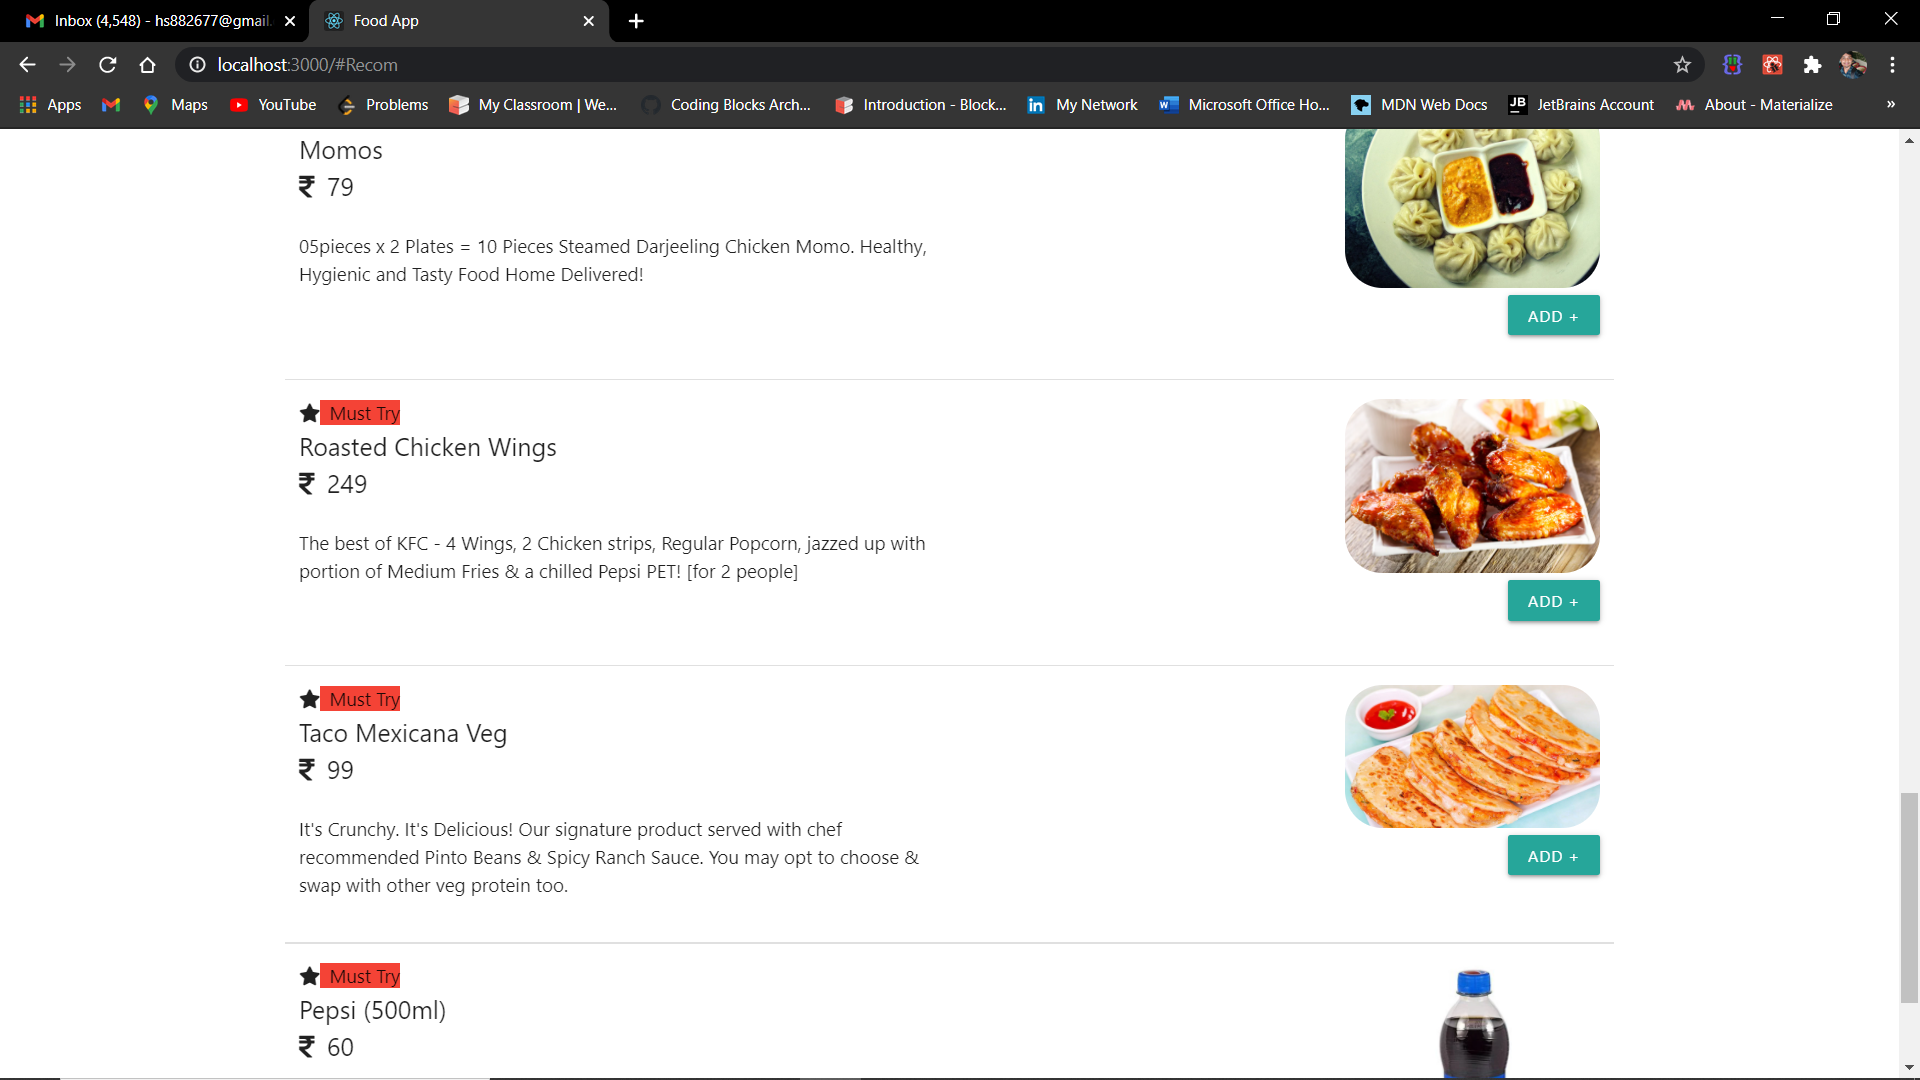 Inbox (4,548) - hs882677@gmail.
Food App
localhost:3000/#Recom
Apps
Maps
YouTube
Problems
My Classroom | We...
Coding Blocks Arch...
Introduction - Block...
My Network
Microsoft Office Ho...
MDN Web Docs
JetBrains Account
About - Materialize
»
Momos
₹ 79
05pieces x 2 Plates = 10 Pieces Steamed Darjeeling Chicken Momo. Healthy,
Hygienic and Tasty Food Home Delivered!
ADD +
Must Try
Roasted Chicken Wings
₹ 249
The best of KFC - 4 Wings, 2 Chicken strips, Regular Popcorn, jazzed up with
portion of Medium Fries & a chilled Pepsi PET! [for 2 people]
ADD +
Must Try
Taco Mexicana Veg
₹ 99
It's Crunchy. It's Delicious! Our signature product served with chef
recommended Pinto Beans & Spicy Ranch Sauce. You may opt to choose &
swap with other veg protein too.
ADD +
Must Try
Pepsi (500ml)
₹ 60